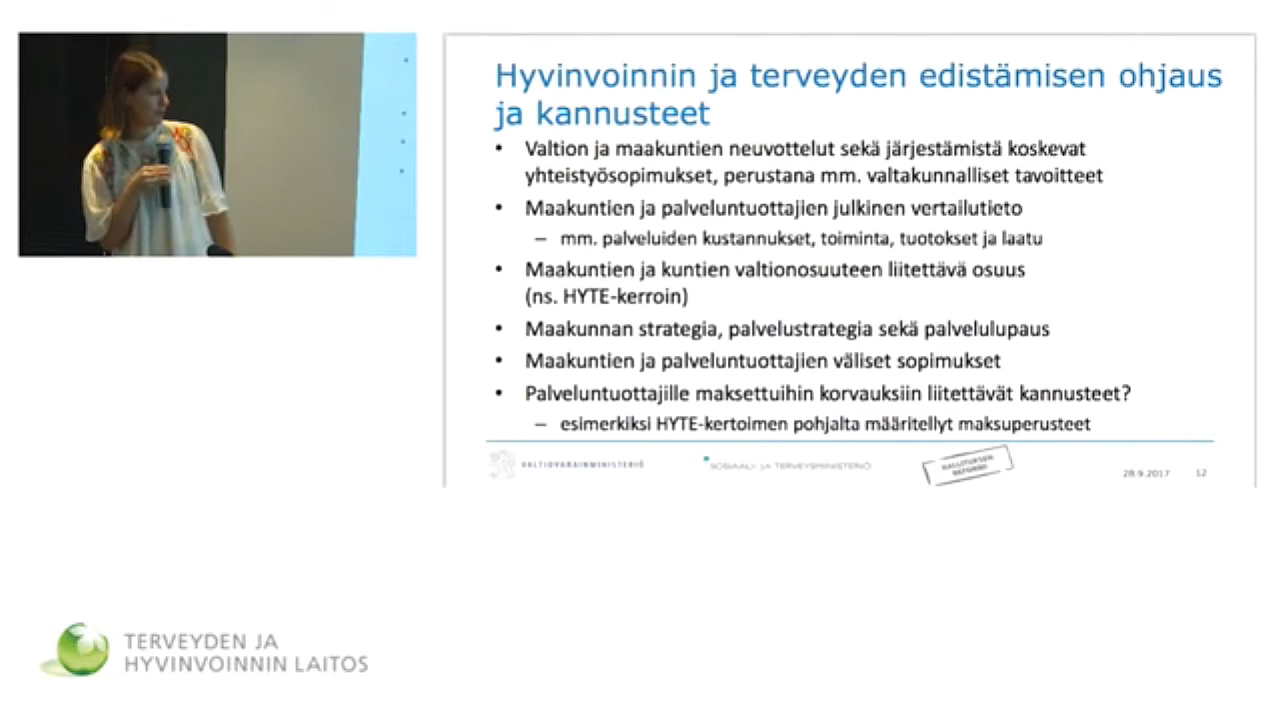 Hyvinvoinnin ja terveyden edistämisen ohjaus
ja kannusteet
• Valtion ja maakuntien neuvottelut sekä järjestämistä koskevat
yhteistyösopimukset, perustana mm. valtakunnalliset tavoitteet
• Maakuntien ja palveluntuottajien julkinen vertailutieto
– mm. palveluiden kustannukset, toiminta, tuotokset ja laatu
• Maakuntien ja kuntien valtionosuuteen liitettävä osuus
(ns. HYTE-kerroin)
• Maakunnan strategia, palvelustrategia sekä palvelulupaus
• Maakuntien ja palveluntuottajien väliset sopimukset
• Palveluntuottajille maksettuihin korvauksiin liitettävät kannusteet?
– esimerkiksi HYTE-kertoimen pohjalta määritellyt maksuperusteet
VALTIOVARAINMINISTERIÖ
SOSIAALI- JA TERVEYSMINISTERIÖ
HALLITUKSEN
REFORMI
28.9.2017 12
TERVEYDEN JA
HYVINVOINNIN LAITOS